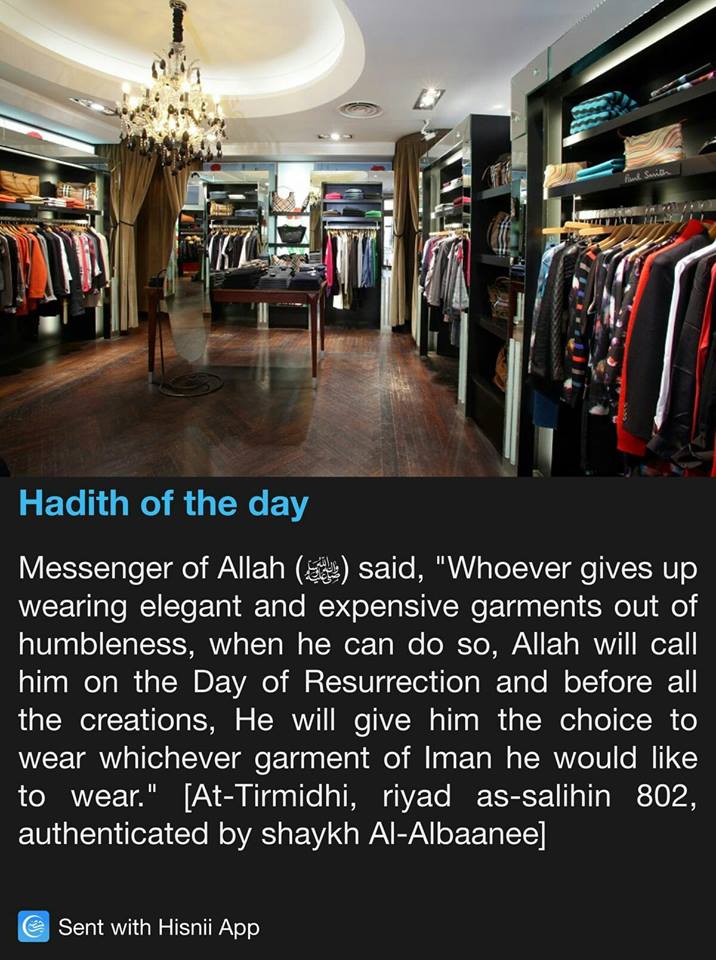 Paul Smith
Hadith of the day
Messenger of Allah (ﷺ) said, "Whoever gives up
wearing elegant and expensive garments out of
humbleness, when he can do so, Allah will call
him on the Day of Resurrection and before all
the creations, He will give him the choice to
wear whichever garment of Iman he would like
to wear." [At-Tirmidhi, riyad as-salihin 802,
authenticated by shaykh Al-Albaanee]
Sent with Hisnii App